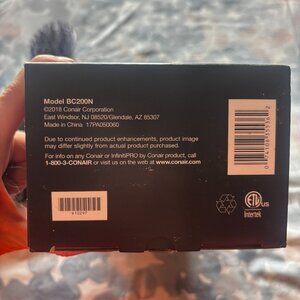 Model BC200N
©2018 Conair Corporation
East Windsor, NJ 08520/Glendale, AZ 85307
Made in China 17PA050060
Due to continued product enhancements, product image
may differ slightly from actual product purchased.
For info on any Conair or InfinitiPRO by Conair product, call
1-800-3-CONAIR or visit us on the web at www.conair.com
ETL
us
Intertek